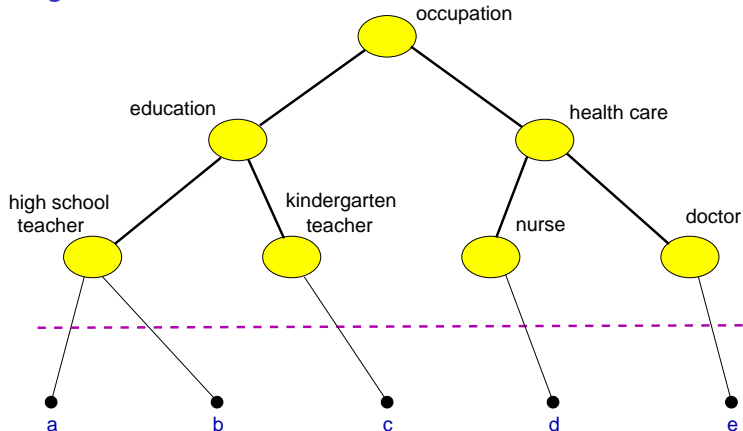 occupation
education
health care
high school
teacher
kindergarten
teacher
nurse
doctor
a
b
c
d
e